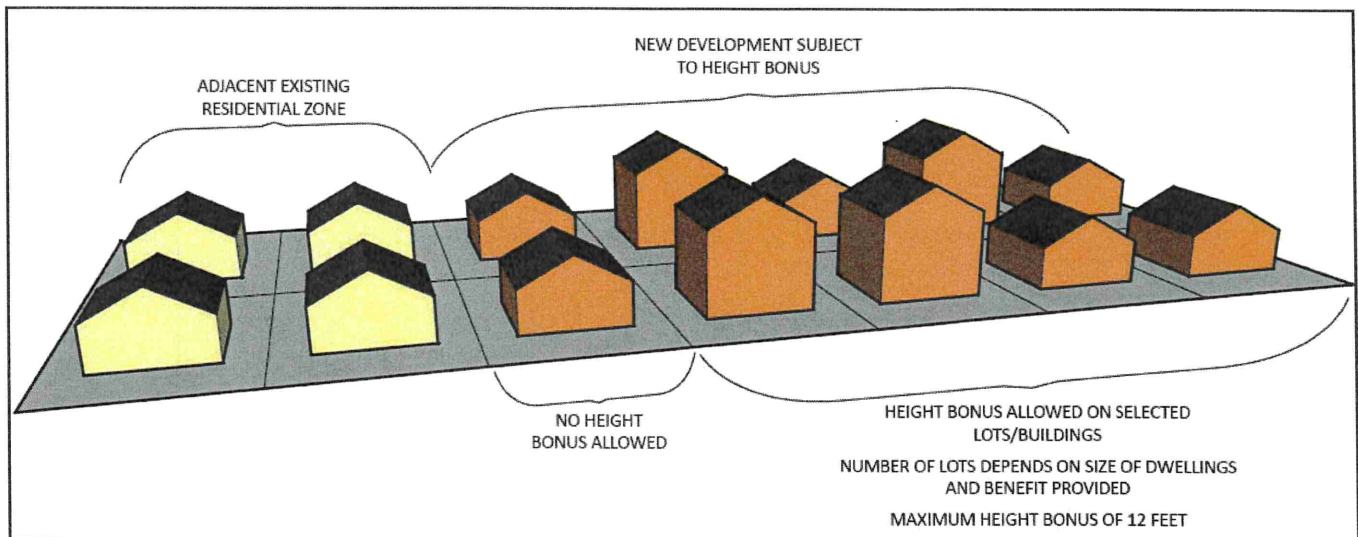 NEW DEVELOPMENT SUBJECT
TO HEIGHT BONUS
ADJACENT EXISTING
RESIDENTIAL ZONE
NO HEIGHT
BONUS ALLOWED
HEIGHT BONUS ALLOWED ON SELECTED
LOTS/BUILDINGS
NUMBER OF LOTS DEPENDS ON SIZE OF DWELLINGS
AND BENEFIT PROVIDED
MAXIMUM HEIGHT BONUS OF 12 FEET